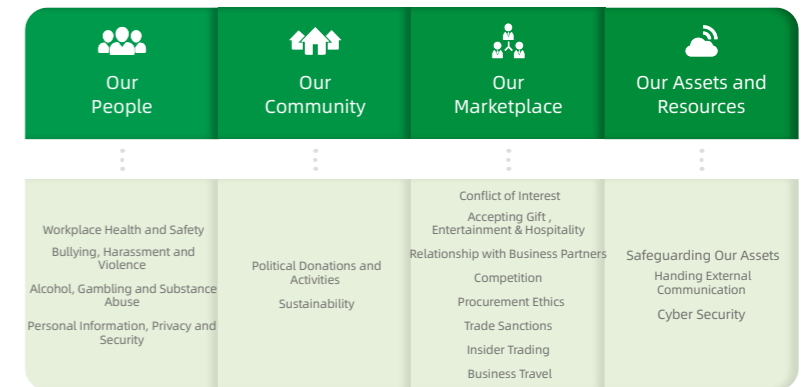 Our
People
Our
Community
Our
Marketplace
Our Assets and
Resources
Workplace Health and Safety
Bullying, Harassment and
Violence
Alcohol, Gambling and Substance
Abuse
Personal Information, Privacy and
Security
Political Donations and
Activities
Sustainability
Conflict of Interest
Accepting Gift ,
Entertainment & Hospitality
Relationship with Business Partners
Competition
Procurement Ethics
Trade Sanctions
Insider Trading
Business Travel
Safeguarding Our Assets
Handing External
Communication
Cyber Security